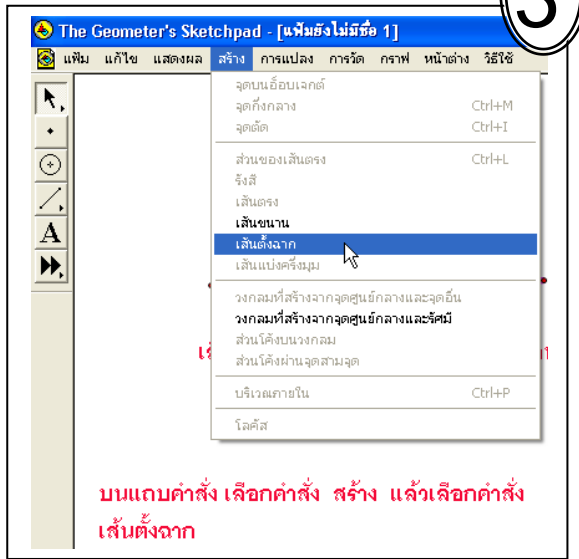 3
The Geometer's Sketchpad - [แฟ้มยังไม่มีชื่อ 1]
แฟ้ม แก้ไข แสดงผล สร้าง การแปลง การวัด กราฟ หน้าต่าง วิธีใช้
จุดบนอ็อบเจกต์
จุดกึ่งกลาง Ctrl+M
จุดตัด Ctrl+I
ส่วนของเส้นตรง Ctrl+L
รังสี
เส้นตรง
เส้นขนาน
เส้นตั้งฉาก
เส้นแบ่งครึ่งมุม
วงกลมที่สร้างจากจุดศูนย์กลางและจุดอื่น
วงกลมที่สร้างจากจุดศูนย์กลางและรัศมี
ส่วนโค้งบนวงกลม
ส่วนโค้งผ่านจุดสามจุด
บริเวณภายใน Ctrl+P
โลคัส
A
บนแถบคำสั่ง เลือกคำสั่ง สร้าง แล้วเลือกคำสั่ง
เส้นตั้งฉาก